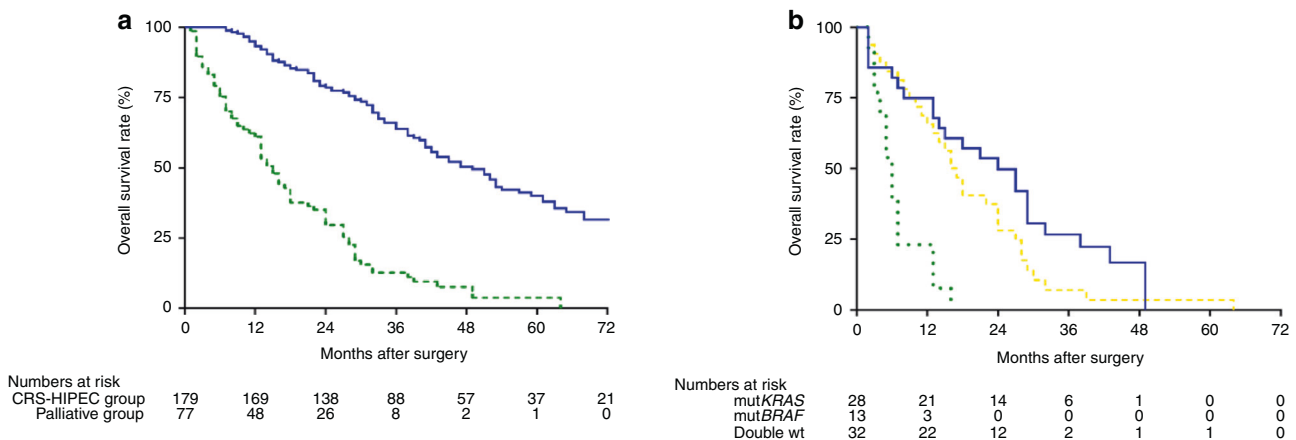 a
Overall survival rate (%)
100
75
50
25
0
0 12 24 36 48 60 72
Months after surgery
Numbers at risk
CRS-HIPEC group 179 169 138 88 57 37 21
Palliative group 77 48 26 8 2 1 0
b
Overall survival rate (%)
100
75
50
25
0
0 12 24 36 48 60 72
Months after surgery
Numbers at risk
mutKRAS 28 21 14 6 1 0 0
mutBRAF 13 3 0 0 0 0 0
Double wt 32 22 12 2 1 1 0